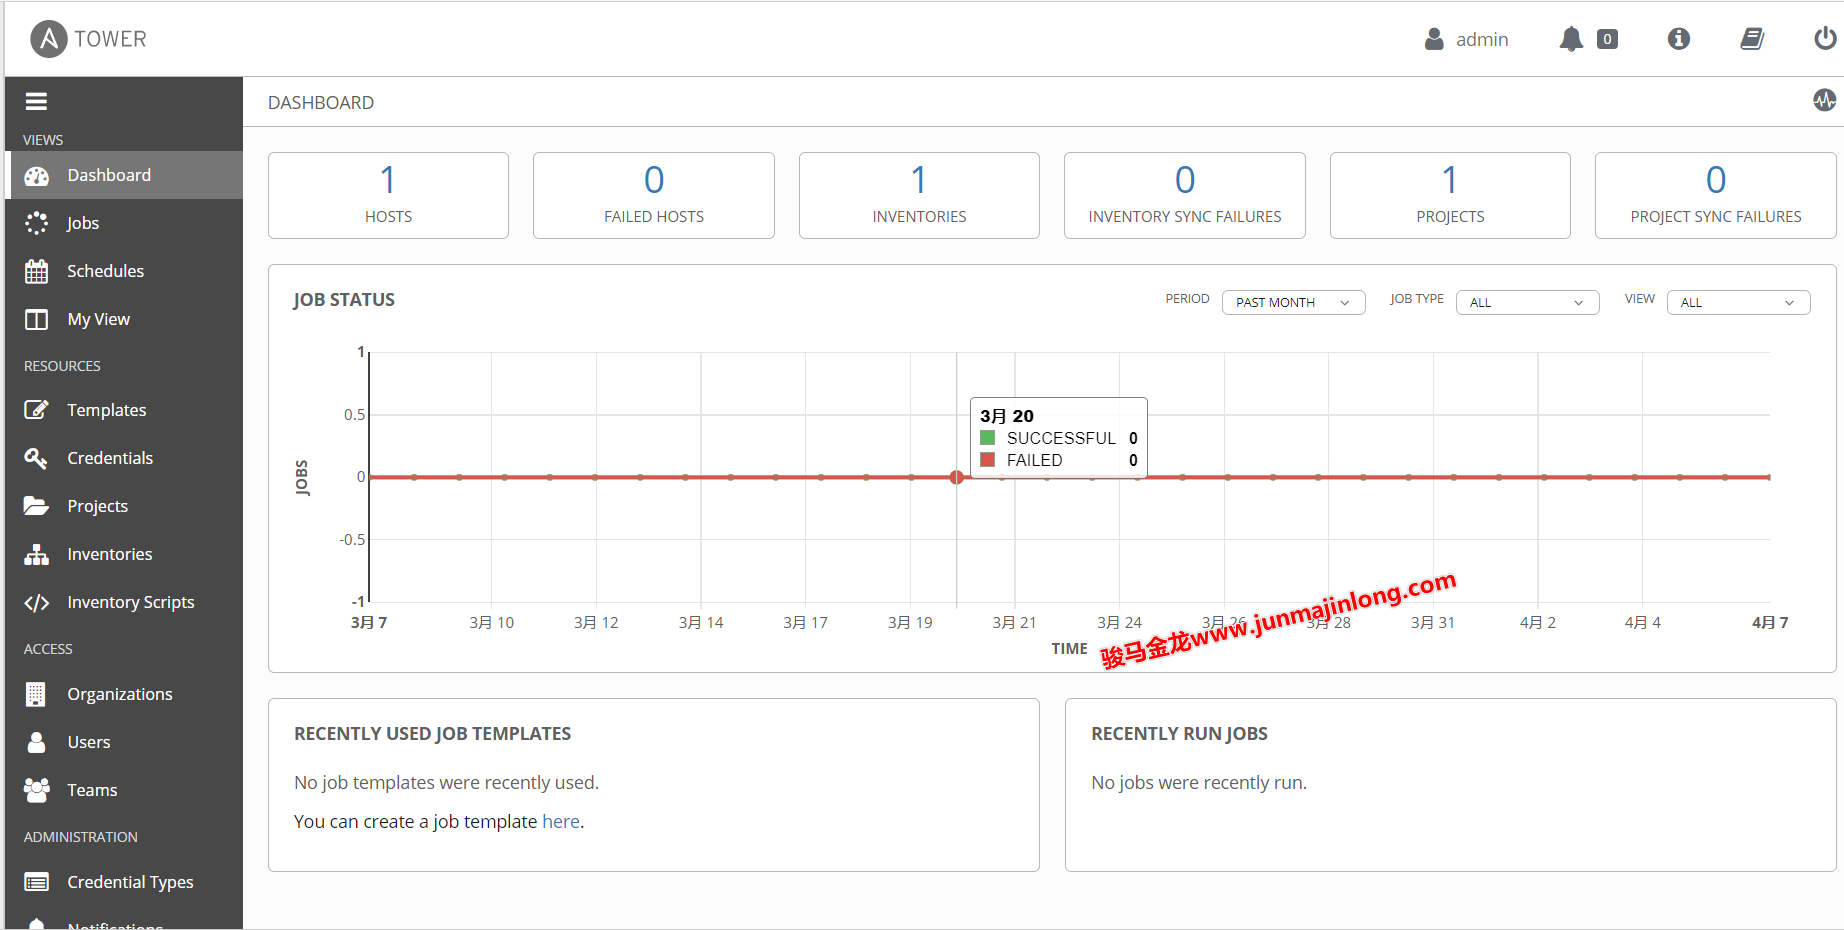 TOWER
admin
0
VIEWS
Dashboard
Jobs
Schedules
My View
RESOURCES
Templates
Credentials
Projects
Inventories
Inventory Scripts
ACCESS
Organizations
Users
Teams
ADMINISTRATION
Credential Types
Notifications
DASHBOARD
1
HOSTS
0
FAILED HOSTS
1
INVENTORIES
0
INVENTORY SYNC FAILURES
1
PROJECTS
0
PROJECT SYNC FAILURES
JOB STATUS
PERIOD PAST MONTH JOB TYPE ALL VIEW ALL
1
0.5
0
-0.5
-1
JOBS
3月 20
SUCCESSFUL 0
FAILED 0
3月 7 3月 10 3月 12 3月 14 3月 17 3月 19 3月 21 3月 24 3月 26 3月 28 3月 31 4月 2 4月 4 4月 7
TIME
骏马金龙www.junmajinlong.com
RECENTLY USED JOB TEMPLATES
No job templates were recently used.
You can create a job template here.
RECENTLY RUN JOBS
No jobs were recently run.